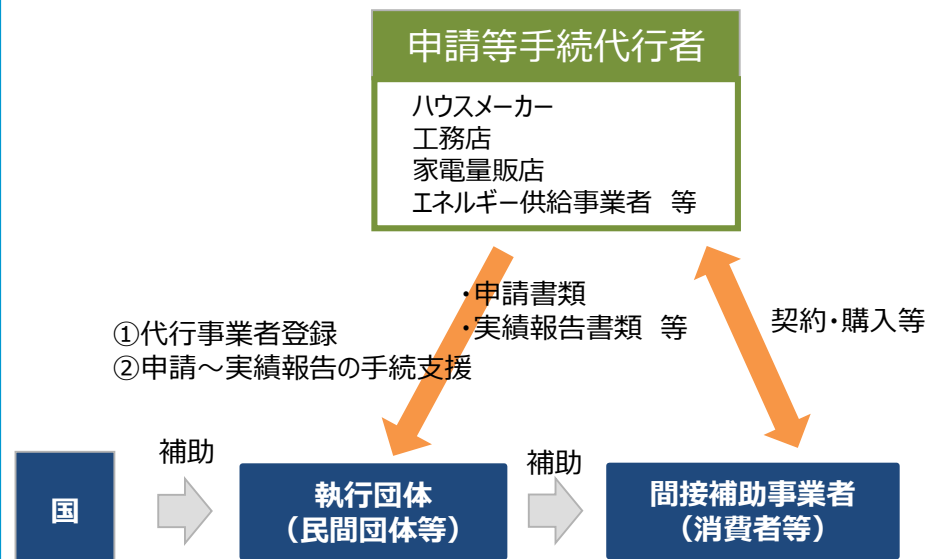 申請等手続代行者
ハウスメーカー
工務店
家電量販店
エネルギー供給事業者　等
・申請書類
・実績報告書類　等
①代行事業者登録
②申請～実績報告の手続支援
契約・購入等
補助
補助
国
執行団体
（民間団体等）
間接補助事業者
（消費者等）